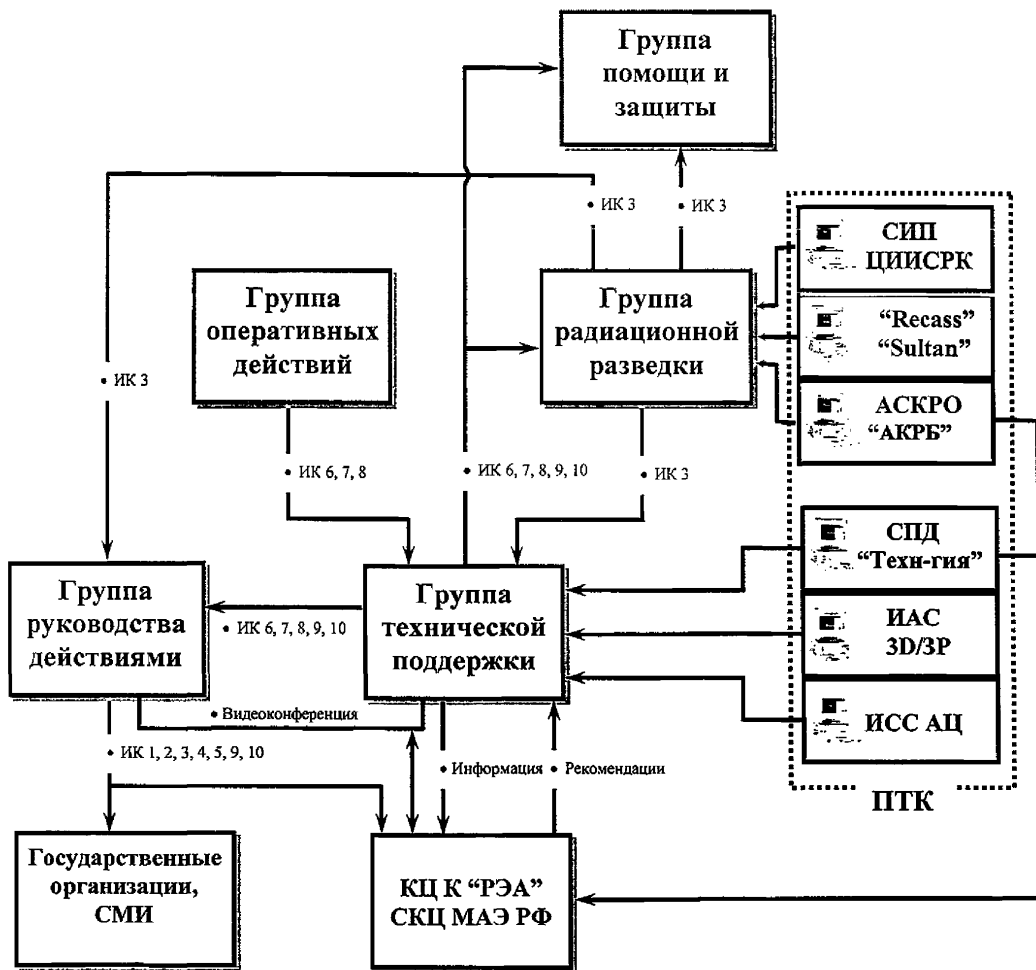 Группа
помощи и
защиты
• ИК 3
• ИК 3
СИП
ЦИИСРК
Группа
оперативных
действий
Группа
радиационной
разведки
“Recass”
“Sultan”
• ИК 3
АСКРО
“АКРБ”
• ИК 6, 7, 8
• ИК 6, 7, 8, 9, 10
• ИК 3
СПД
“Техн-гия”
Группа
руководства
действиями
• ИК 6, 7, 8, 9, 10
Группа
технической
поддержки
ИАС
3D/ЗР
ИСС АЦ
• Видеоконференция
• ИК 1, 2, 3, 4, 5, 9, 10
• Информация
• Рекомендации
ПТК
Государственные
организации,
СМИ
КЦ К “РЭА”
СКЦ МАЭ РФ